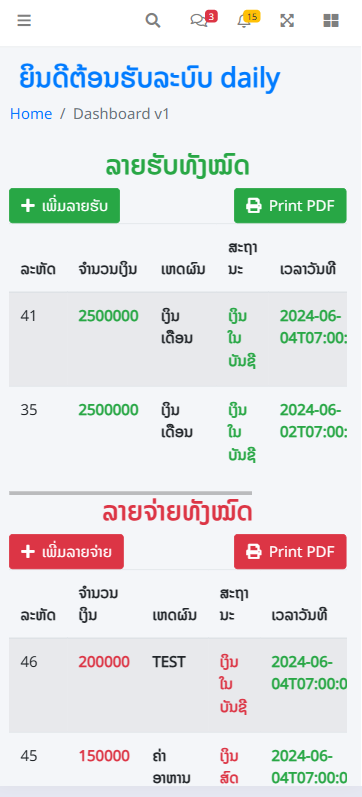 3 15
ຍິນດີຕ້ອນຮັບລະບົບ daily
Home / Dashboard v1
ລາຍຮັບທັງໝົດ
ເພີ່ມລາຍຮັບ Print PDF
ລະຫັດ ຈຳນວນເງິນ ເຫດຜົນ ສະຖາ ເວລາວັນທີ
ນະ
41 2500000 ເງິນ ເງິນ 2024-06-
ເດືອນ ໃນ 04T07:00:
ບັນຊີ
35 2500000 ເງິນ ເງິນ 2024-06-
ເດືອນ ໃນ 02T07:00:
ບັນຊີ
ລາຍຈ່າຍທັງໝົດ
ເພີ່ມລາຍຈ່າຍ Print PDF
ລະຫັດ ຈຳນວນ ເຫດຜົນ ສະຖາ ເວລາວັນທີ
ເງິນ ນະ
46 200000 TEST ເງິນ 2024-06-
ໃນ 04T07:00:0
ບັນຊີ
45 150000 ຄ່າ ເງິນ 2024-06-
ອາຫານ ສົດ 04T07:00:0